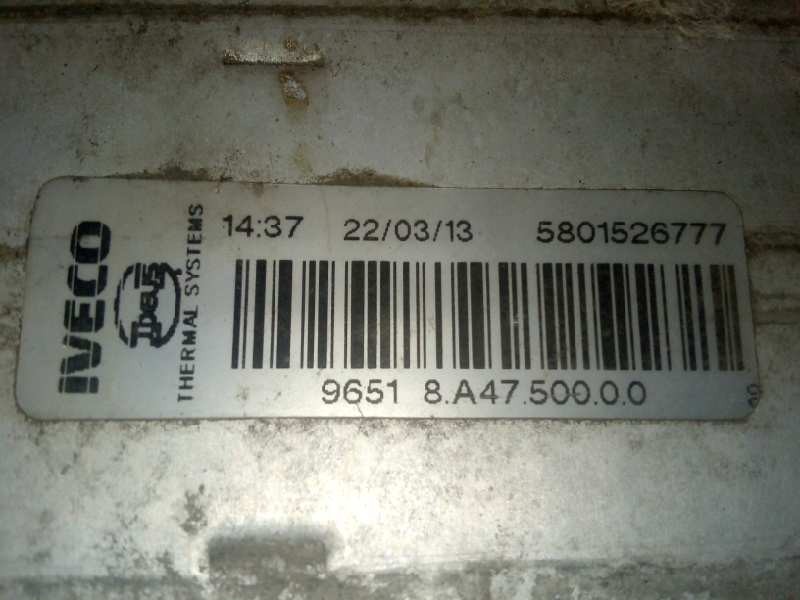 IVECO
THERMAL SYSTEMS
14:37 22/03/13 5801526777
9651 8.A47.500.0.0